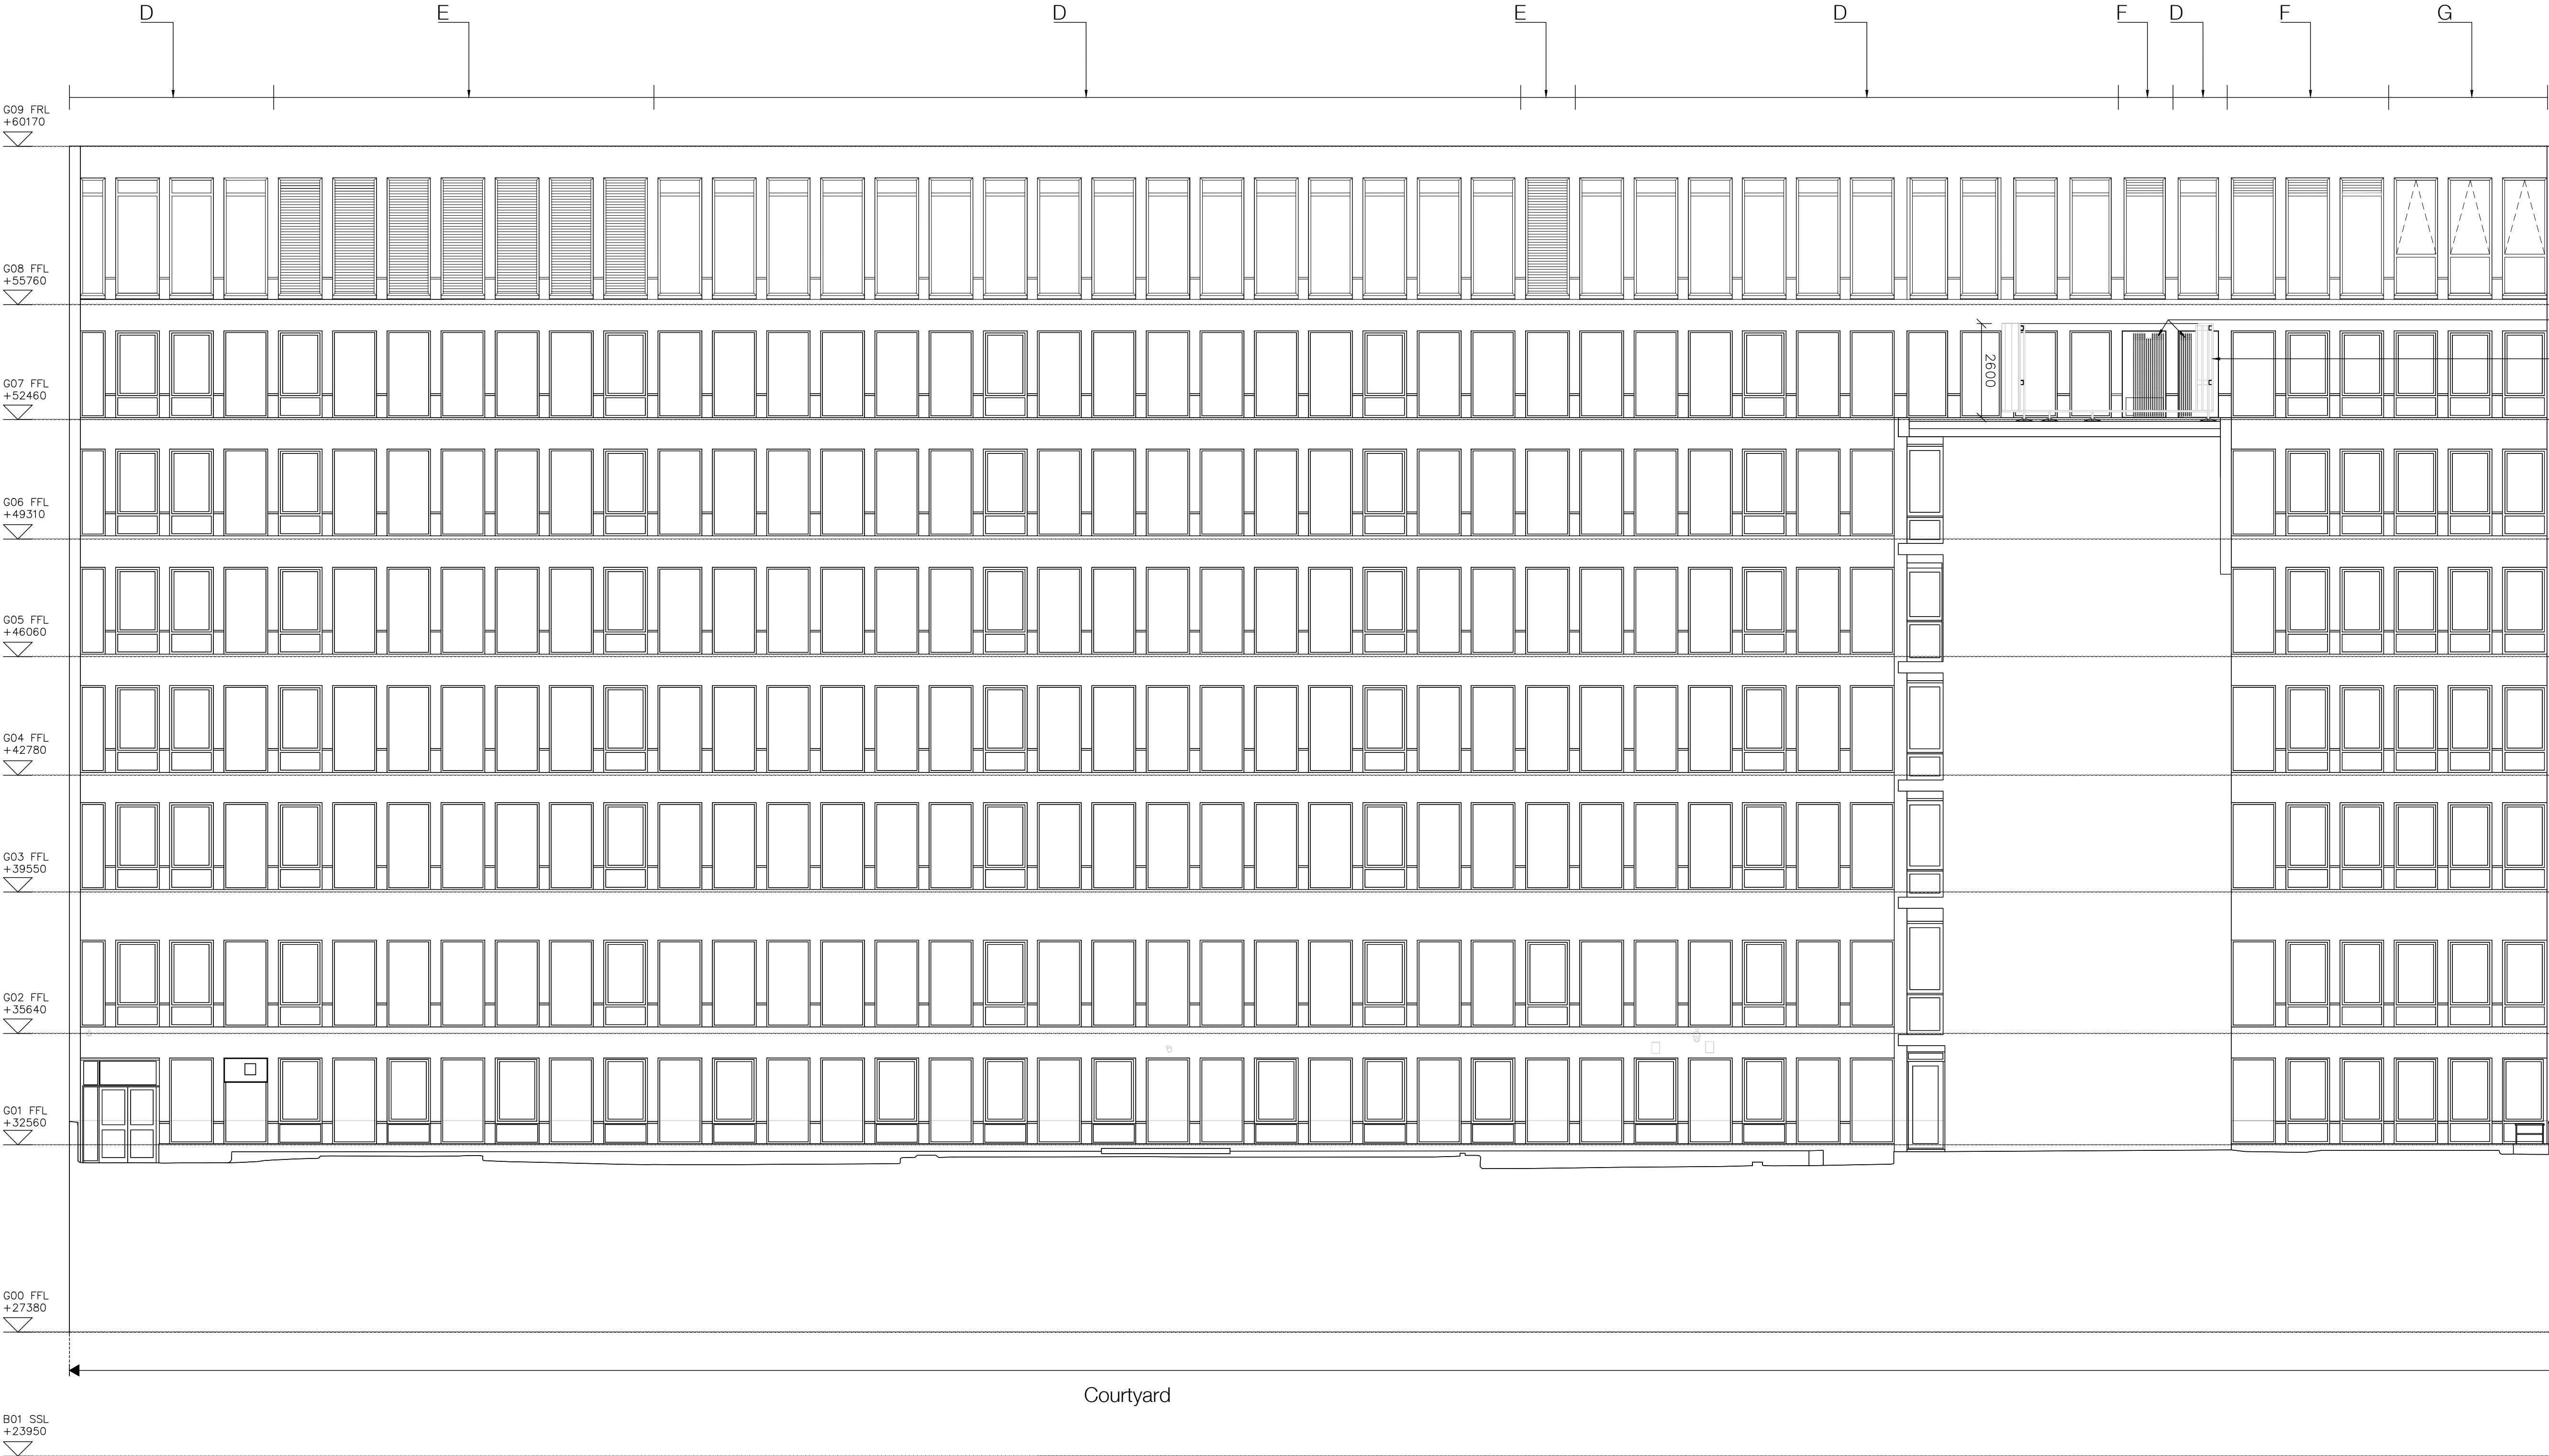 D
E
D
E
D
F
D
F
G
G09 FRL
+60170
G08 FFL
+55760
G07 FFL
+52460
2600
G06 FFL
+49310
G05 FFL
+46060
G04 FFL
+42780
G03 FFL
+39550
G02 FFL
+35640
G01 FFL
+32560
G00 FFL
+27380
Courtyard
B01 SSL
+23950